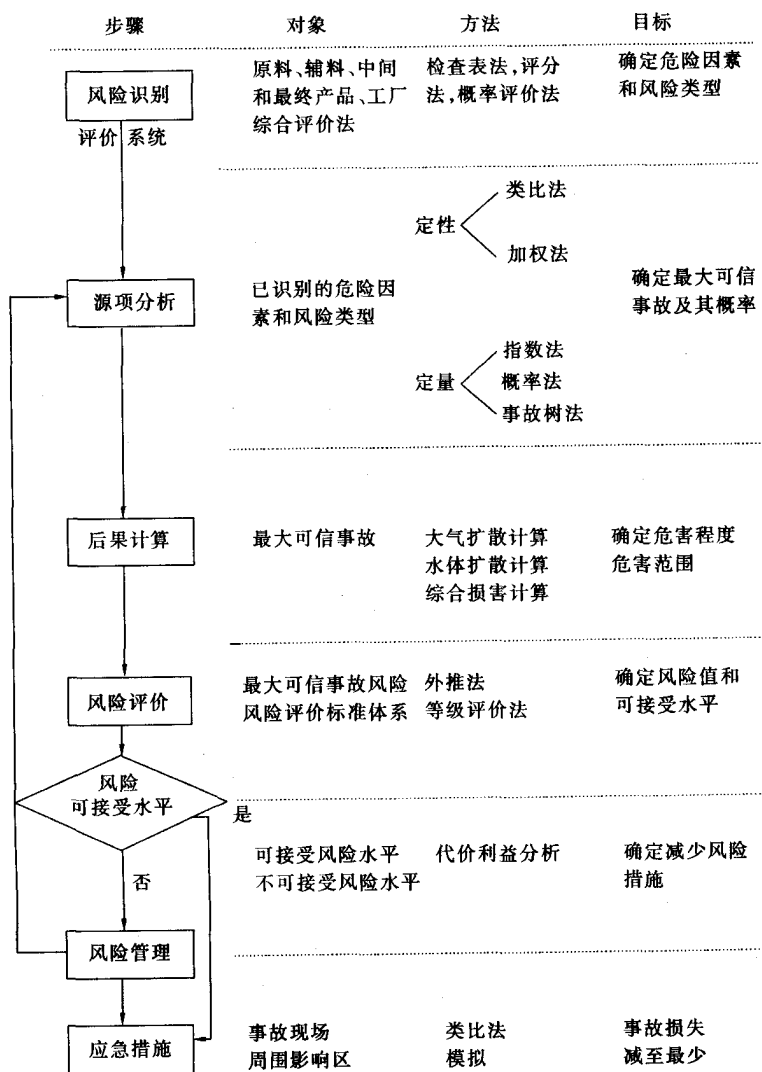 步骤 对象 方法 目标
风险识别
评价 系统
原料、辅料、中间
和最终产品、工厂
综合评价法
检查表法,评分
法,概率评价法
确定危险因素
和风险类型
源项分析
已识别的危险因
素和风险类型
定性
类比法
加权法
定量
指数法
概率法
事故树法
确定最大可信
事故及其概率
后果计算
最大可信事故
大气扩散计算
水体扩散计算
综合损害计算
确定危害程度
危害范围
风险评价
最大可信事故风险
风险评价标准体系
外推法
等级评价法
确定风险值和
可接受水平
风险
可接受水平
是
否
可接受风险水平
不可接受风险水平
代价利益分析
确定减少风险
措施
风险管理
应急措施
事故现场
周围影响区
类比法
模拟
事故损失
减至最少